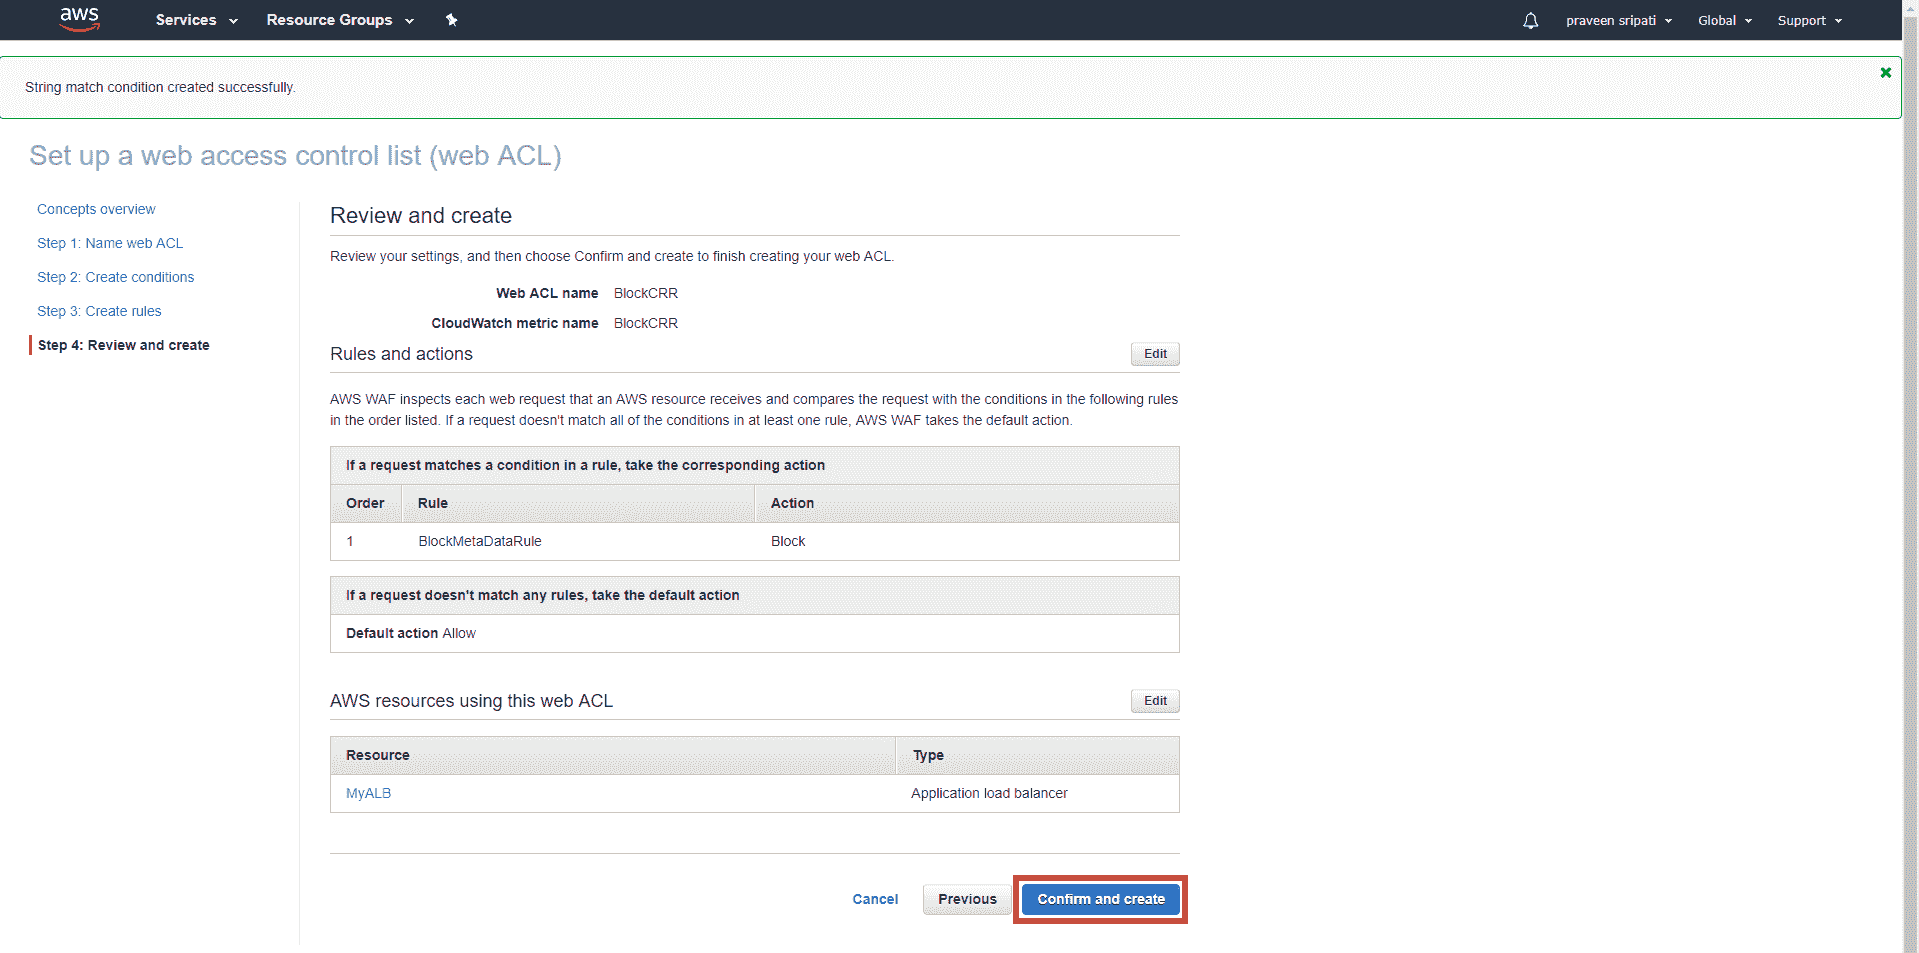 aws Services Resource Groups praveen sripati Global Support
String match condition created successfully.
Set up a web access control list (web ACL)
Concepts overview
Step 1: Name web ACL
Step 2: Create conditions
Step 3: Create rules
Step 4: Review and create
Review and create
Review your settings, and then choose Confirm and create to finish creating your web ACL.
Web ACL name BlockCRR
CloudWatch metric name BlockCRR
Rules and actions Edit
AWS WAF inspects each web request that an AWS resource receives and compares the request with the conditions in the following rules
in the order listed. If a request doesn't match all of the conditions in at least one rule, AWS WAF takes the default action.
If a request matches a condition in a rule, take the corresponding action
Order Rule Action
1 BlockMetaDataRule Block
If a request doesn't match any rules, take the default action
Default action Allow
AWS resources using this web ACL Edit
Resource Type
MyALB Application load balancer
Cancel Previous Confirm and create